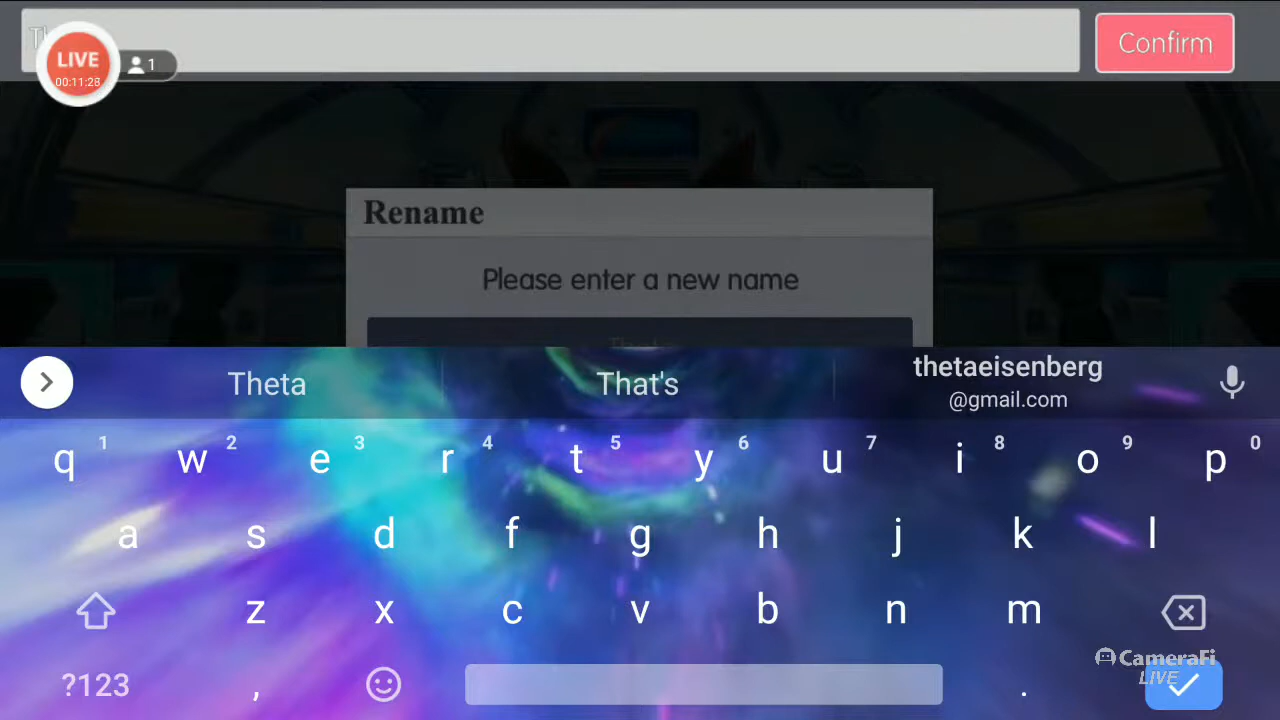 Confirm
LIVE
00:11:28
1
Rename
Please enter a new name
Theta
That's
thetaeisenberg
@gmail.com
1 2 3 4 5 6 7 8 9 0
q w e r t y u i o p
a s d f g h j k l
z x c v b n m
?123 , .
CameraFi
LIVE